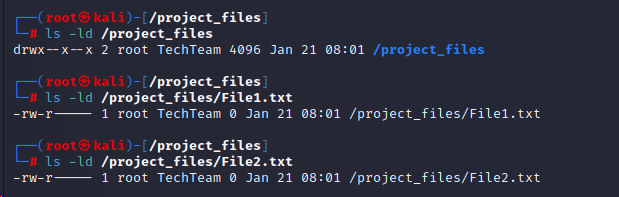 ┌──(root㉿kali)-[/project_files]
└─# ls -ld /project_files
drwx--x--x 2 root TechTeam 4096 Jan 21 08:01 /project_files
┌──(root㉿kali)-[/project_files]
└─# ls -ld /project_files/File1.txt
-rw-r----- 1 root TechTeam 0 Jan 21 08:01 /project_files/File1.txt
┌──(root㉿kali)-[/project_files]
└─# ls -ld /project_files/File2.txt
-rw-r----- 1 root TechTeam 0 Jan 21 08:01 /project_files/File2.txt